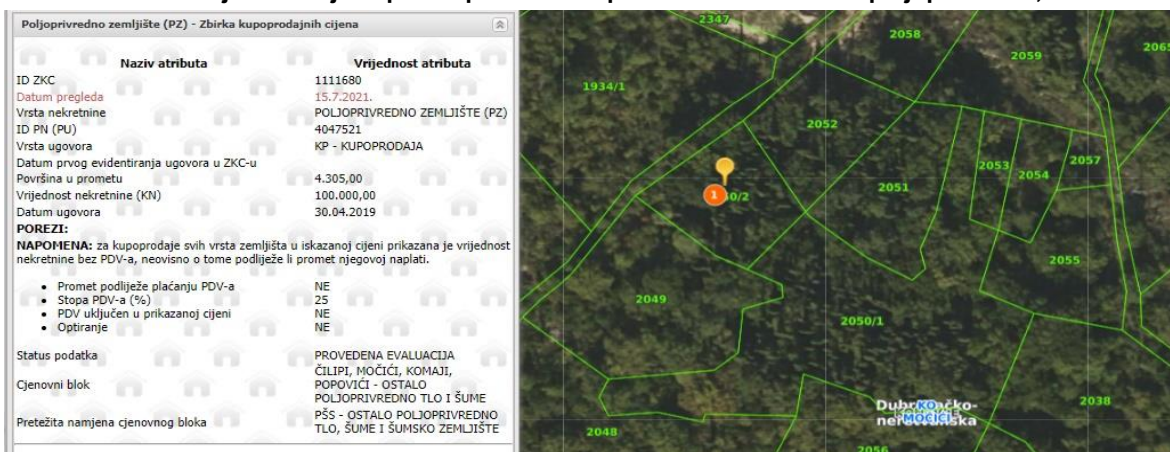 Poljoprivredno zemljište (PZ) - Zbirka kupoprodajnih cijena
Naziv atributa Vrijednost atributa
ID ZKC 1111680
Datum pregleda 15.7.2021.
Vrsta nekretnine POLJOPRIVREDNO ZEMLJIŠTE (PZ)
ID PN (PU) 4047521
Vrsta ugovora KP - KUPOPRODAJA
Datum prvog evidentiranja ugovora u ZKC-u
Površina u prometu 4.305,00
Vrijednost nekretnine (KN) 100.000,00
Datum ugovora 30.04.2019
POREZI:
NAPOMENA: za kupoprodaje svih vrsta zemljišta u iskazanoj cijeni prikazana je vrijednost
nekretnine bez PDV-a, neovisno o tome podliježe li promet njegovoj naplati.
• Promet podliježe plaćanju PDV-a NE
• Stopa PDV-a (%) 25
• PDV uključen u prikazanoj cijeni NE
• Optiranje NE
Status podatka PROVEDENA EVALUACIJA
Cjenovni blok ČILIPI, MOČIĆI, KOMAJI,
POPOVIĆI - OSTALO
POLJOPRIVREDNO TLO I ŠUME
Pretežita namjena cjenovnog bloka PŠS - OSTALO POLJOPRIVREDNO
TLO, ŠUME I ŠUMSKO ZEMLJIŠTE
2347
2058
2059
2065
1934/1
2052
2053
2054
2057
1
2051
2055
2049
2050/1
2038
KO
MOČIĆI
2048
2056